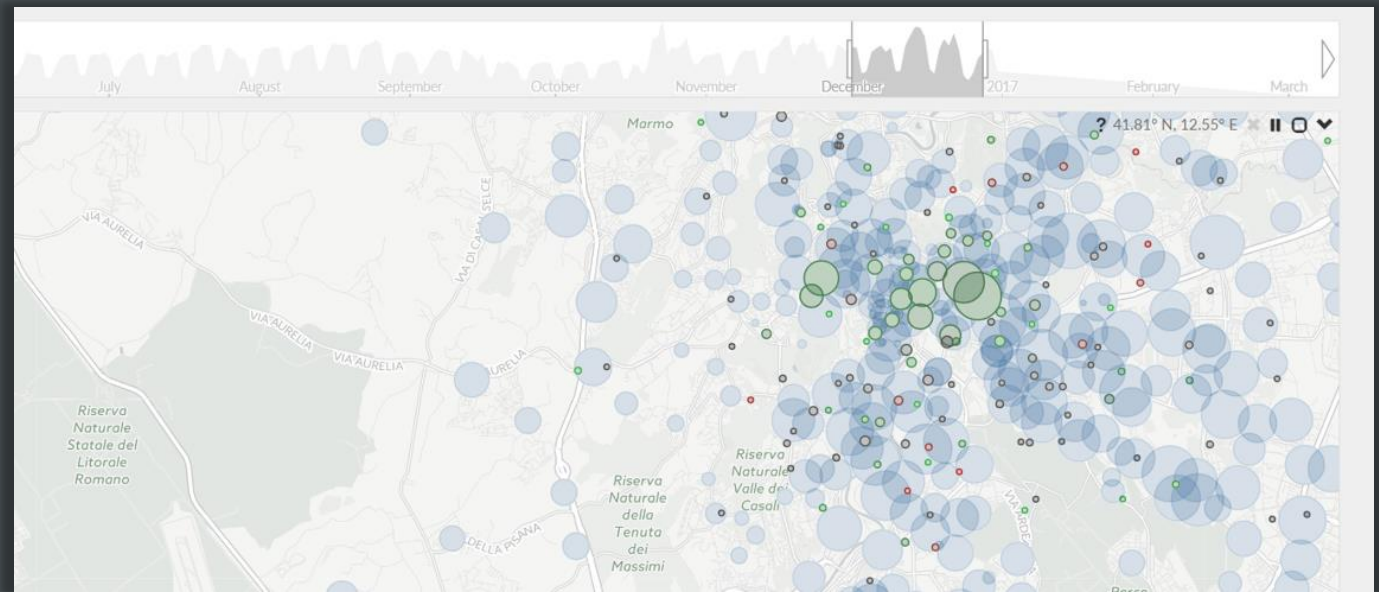 July August September October November December 2017 February March
Marmo
? 41.81° N, 12.55° E
VIA AURELIA
VIA DI CASAL SELCE
VIA AURELIA
VIA AURELIA
AURELIA
Riserva
Naturale
Statale del
Litorale
Romano
Riserva
Naturale
Valle dei
Casali
Riserva
Naturale
della
Tenuta
dei
Massimi
DELLA PISANA